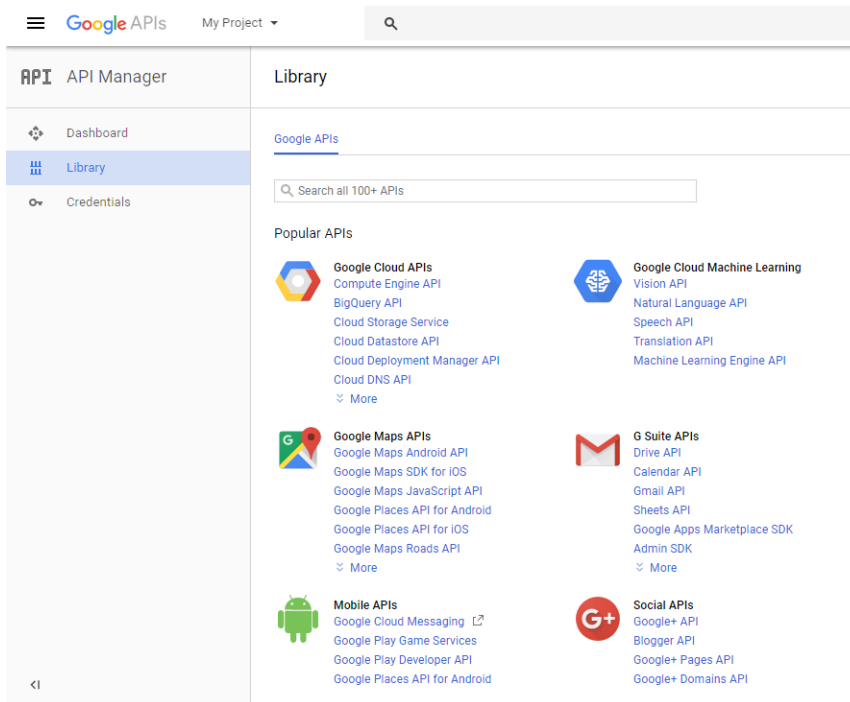 Google APIs
My Project
API API Manager
Library
Dashboard
Library
Credentials
Google APIs
Search all 100+ APIs
Popular APIs
Google Cloud APIs
Compute Engine API
BigQuery API
Cloud Storage Service
Cloud Datastore API
Cloud Deployment Manager API
Cloud DNS API
More
Google Cloud Machine Learning
Vision API
Natural Language API
Speech API
Translation API
Machine Learning Engine API
G
Google Maps APIs
Google Maps Android API
Google Maps SDK for iOS
Google Maps JavaScript API
Google Places API for Android
Google Places API for iOS
Google Maps Roads API
More
G Suite APIs
Drive API
Calendar API
Gmail API
Sheets API
Google Apps Marketplace SDK
Admin SDK
More
Mobile APIs
Google Cloud Messaging
Google Play Game Services
Google Play Developer API
Google Places API for Android
G+
Social APIs
Google+ API
Blogger API
Google+ Pages API
Google+ Domains API